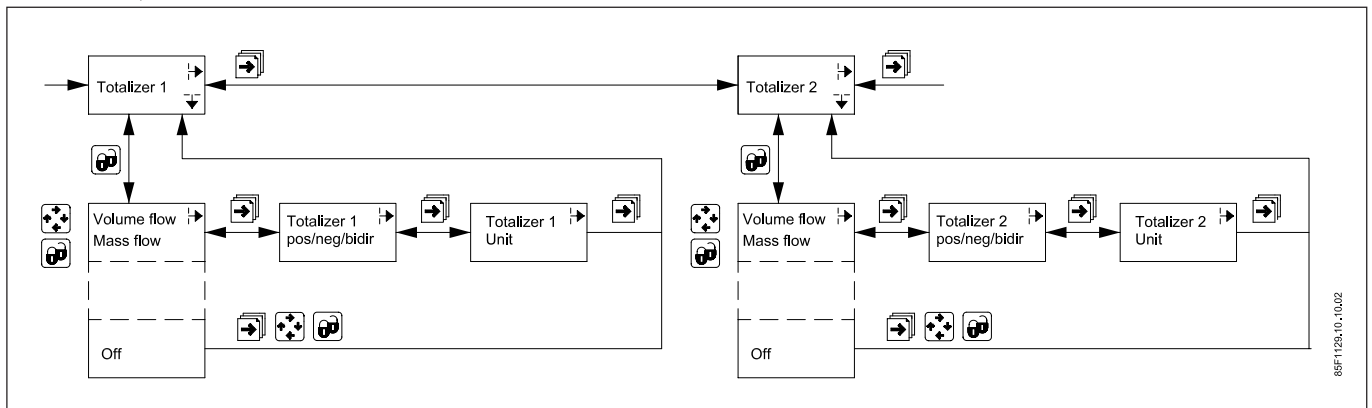 Totalizer 1
Totalizer 2
Volume flow
Mass flow
Totalizer 1
pos/neg/bidir
Totalizer 1
Unit
Volume flow
Mass flow
Totalizer 2
pos/neg/bidir
Totalizer 2
Unit
Off
Off
85F1129.10.10.02